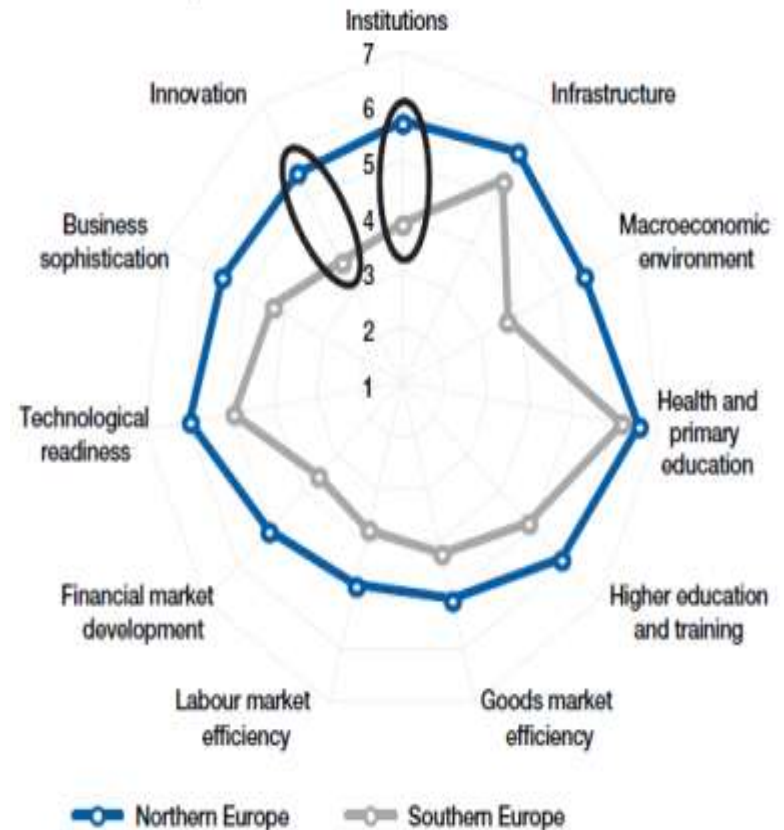 Institutions
7
6
5
4
3
2
1
Infrastructure
Macroeconomic
environment
Health and
primary
education
Higher education
and training
Goods market
efficiency
Labour market
efficiency
Financial market
development
Technological
readiness
Business
sophistication
Innovation
Northern Europe
Southern Europe